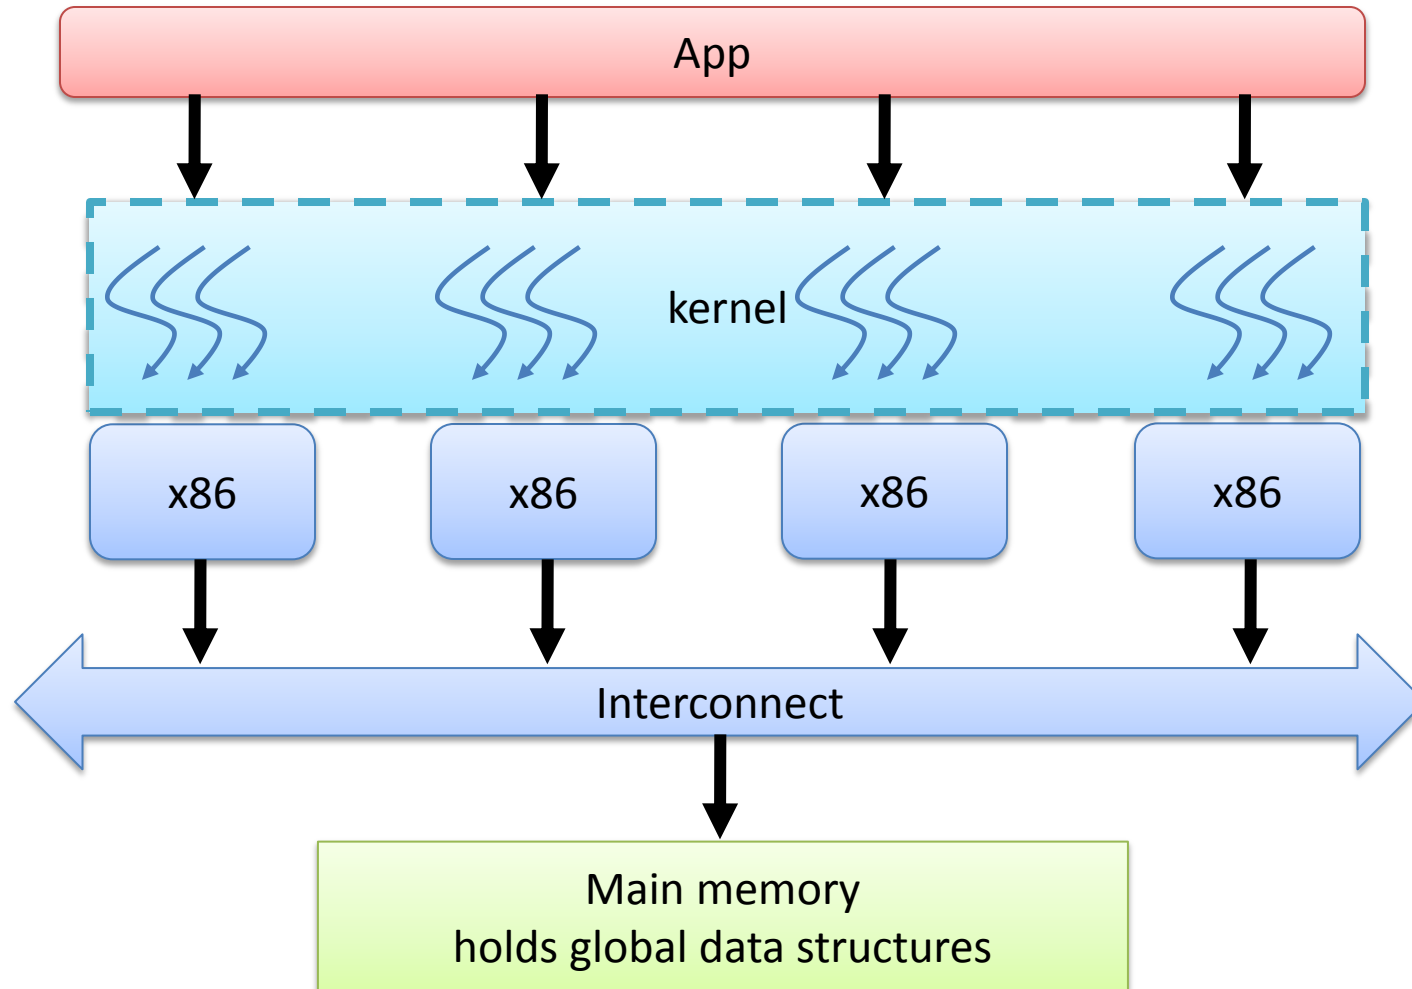 App
kernel
x86 x86 x86 x86
Interconnect
Main memory
holds global data structures